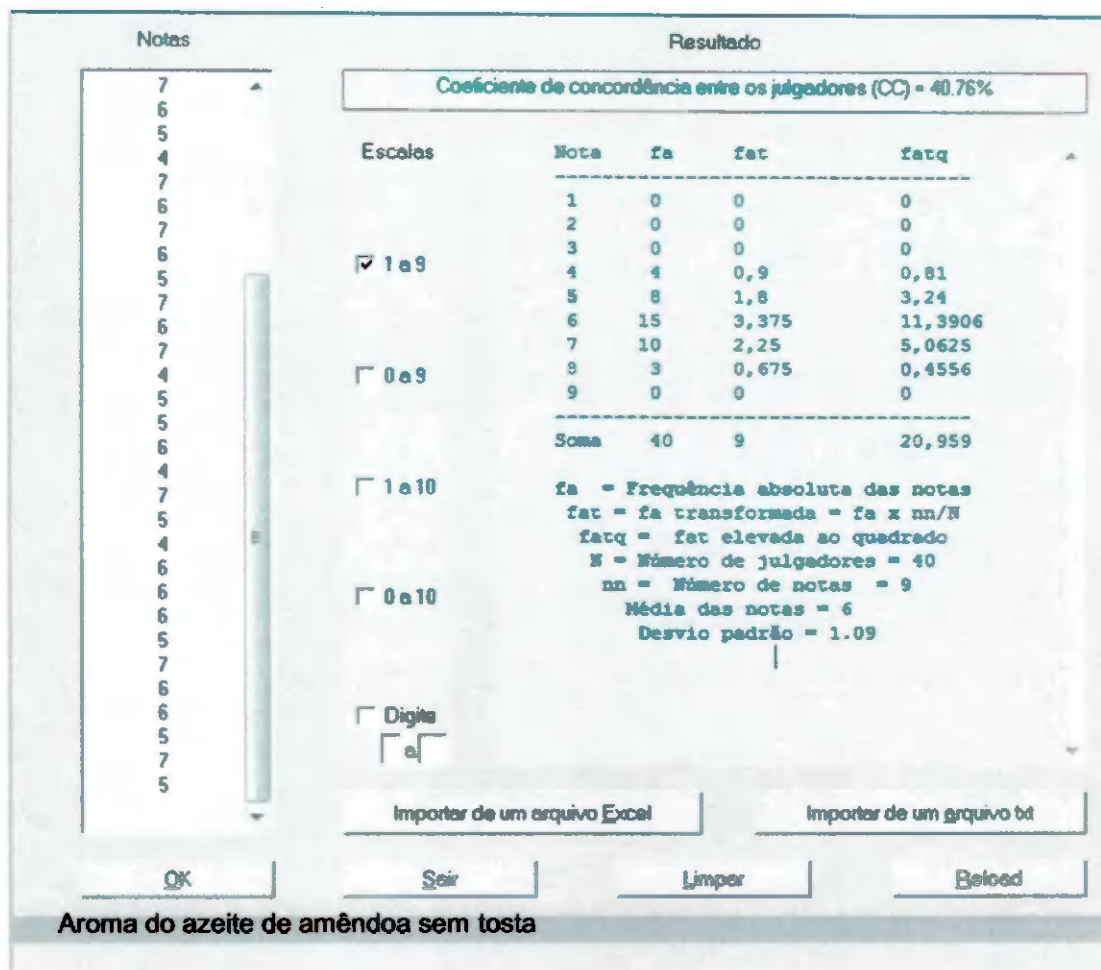 Notas
Resultado
7
6
5
4
7
6
7
6
5
7
6
7
4
5
5
6
4
7
5
4
6
6
6
5
7
6
6
5
7
5
Coeficiente de concordância entre os julgadores (CC) = 40.76%
Escalas
1 a 9
0 a 9
1 a 10
0 a 10
Digite
a
Nota fa fat fatq
1 0 0 0
2 0 0 0
3 0 0 0
4 4 0,9 0,81
5 8 1,8 3,24
6 15 3,375 11,3906
7 10 2,25 5,0625
8 3 0,675 0,4556
9 0 0 0
Soma 40 9 20,959
fa = Frequência absoluta das notas
fat = fa transformada = fa x nn/N
fatq = fat elevada ao quadrado
N = Número de julgadores = 40
nn = Número de notas = 9
Média das notas = 6
Desvio padrão = 1.09
Importar de um arquivo Excel
Importar de um arquivo txt
OK
Sair
Limpar
Reload
Aroma do azeite de amêndoa sem tosta